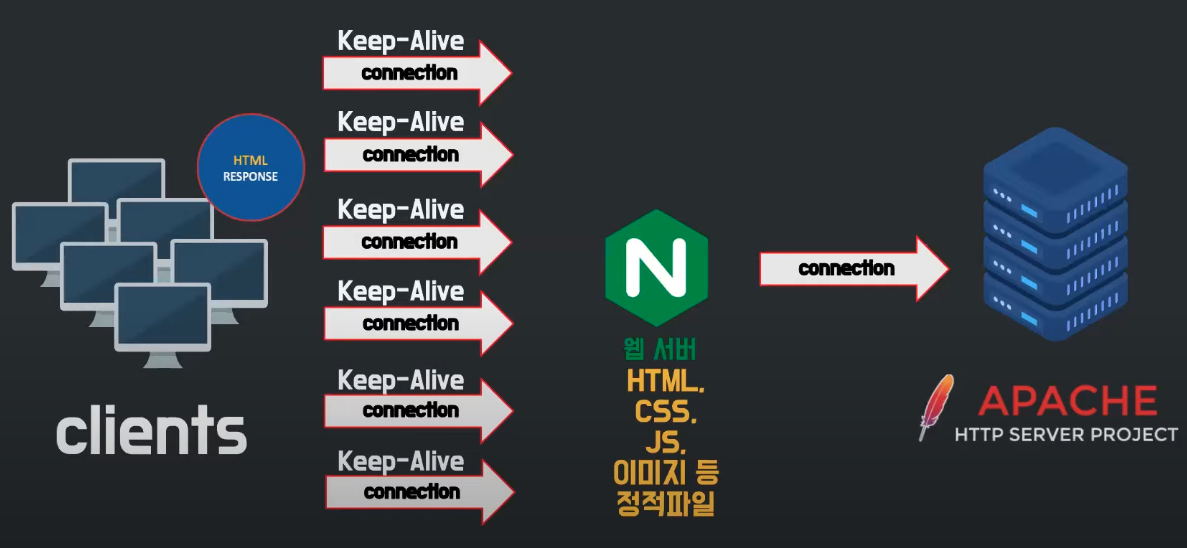 Keep-Alive
connection
Keep-Alive
connection
HTML
RESPONSE
Keep-Alive
connection
Keep-Alive
connection
Keep-Alive
connection
Keep-Alive
connection
clients
N
웹 서버
HTML,
CSS,
JS,
이미지 등
정적파일
connection
APACHE
HTTP SERVER PROJECT